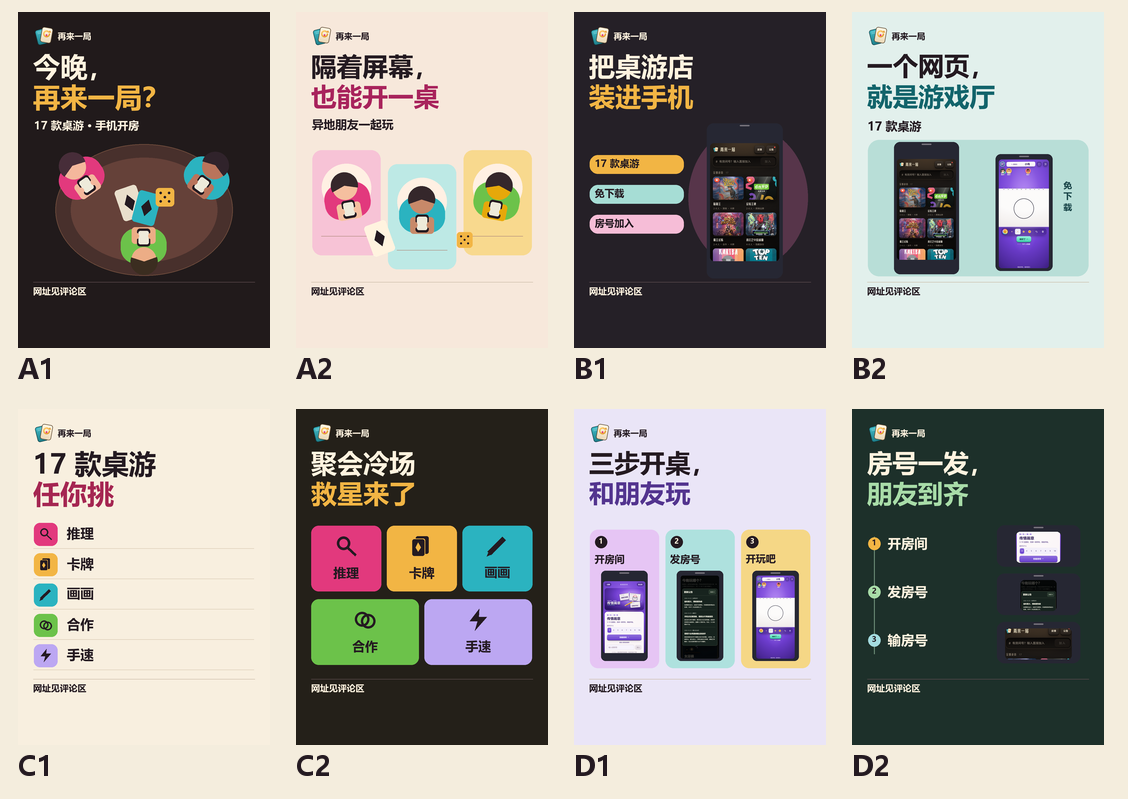 再来一局
今晚，
再来一局？
17 款桌游・手机开房
网址见评论区
A1
再来一局
隔着屏幕，
也能开一桌
异地朋友一起玩
网址见评论区
A2
再来一局
把桌游店
装进手机
17 款桌游
免下载
房号加入
再来一局
TOP
TEN
网址见评论区
B1
再来一局
一个网页，
就是游戏厅
17 款桌游
再来一局
TOP
TEN
免下载
网址见评论区
B2
再来一局
17 款桌游
任你挑
推理
卡牌
画画
合作
手速
网址见评论区
C1
再来一局
聚会冷场
救星来了
推理
卡牌
画画
合作
手速
网址见评论区
C2
再来一局
三步开桌，
和朋友玩
1
开房间
2
发房号
3
开玩吧
网址见评论区
D1
再来一局
房号一发，
朋友到齐
1 开房间
2 发房号
3 输房号
网址见评论区
D2